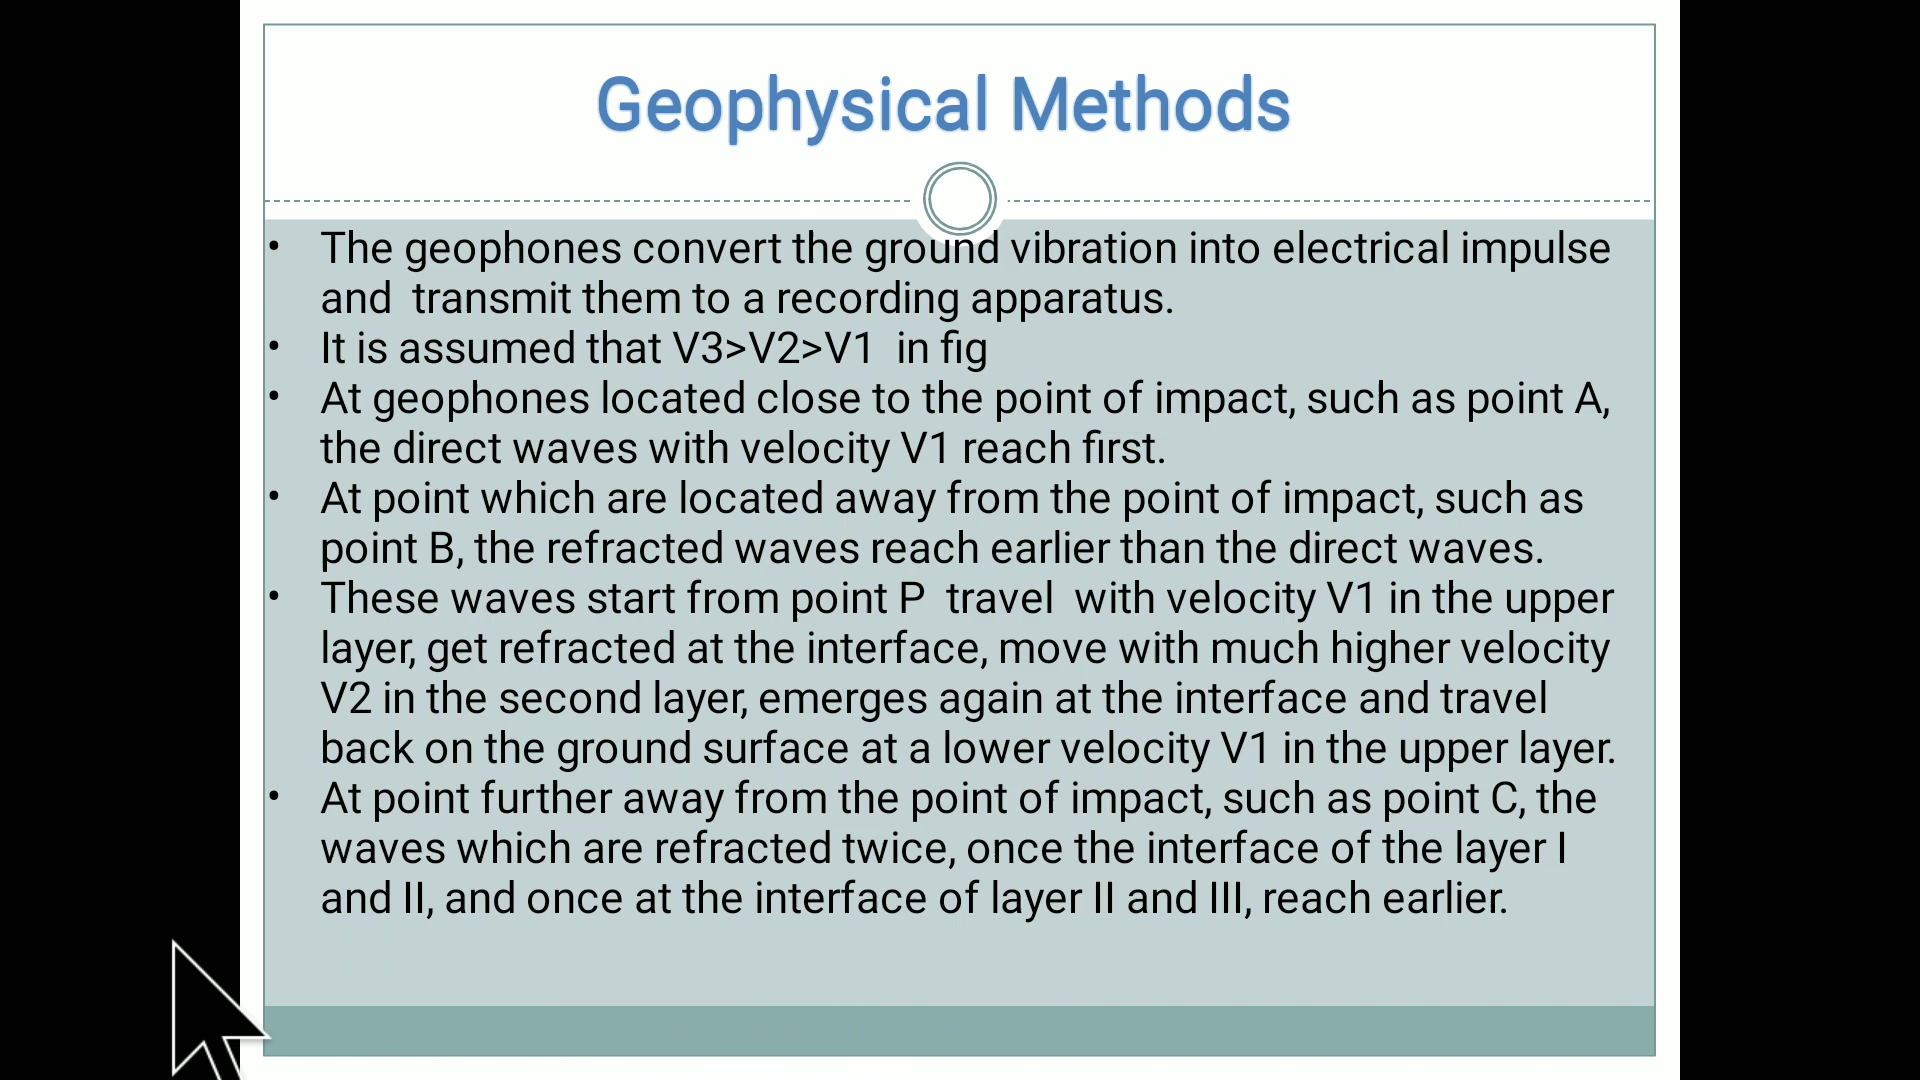 Geophysical Methods
• The geophones convert the ground vibration into electrical impulse
and transmit them to a recording apparatus.
• It is assumed that V3>V2>V1 in fig
• At geophones located close to the point of impact, such as point A,
the direct waves with velocity V1 reach first.
• At point which are located away from the point of impact, such as
point B, the refracted waves reach earlier than the direct waves.
• These waves start from point P travel with velocity V1 in the upper
layer, get refracted at the interface, move with much higher velocity
V2 in the second layer, emerges again at the interface and travel
back on the ground surface at a lower velocity V1 in the upper layer.
• At point further away from the point of impact, such as point C, the
waves which are refracted twice, once the interface of the layer I
and II, and once at the interface of layer II and III, reach earlier.